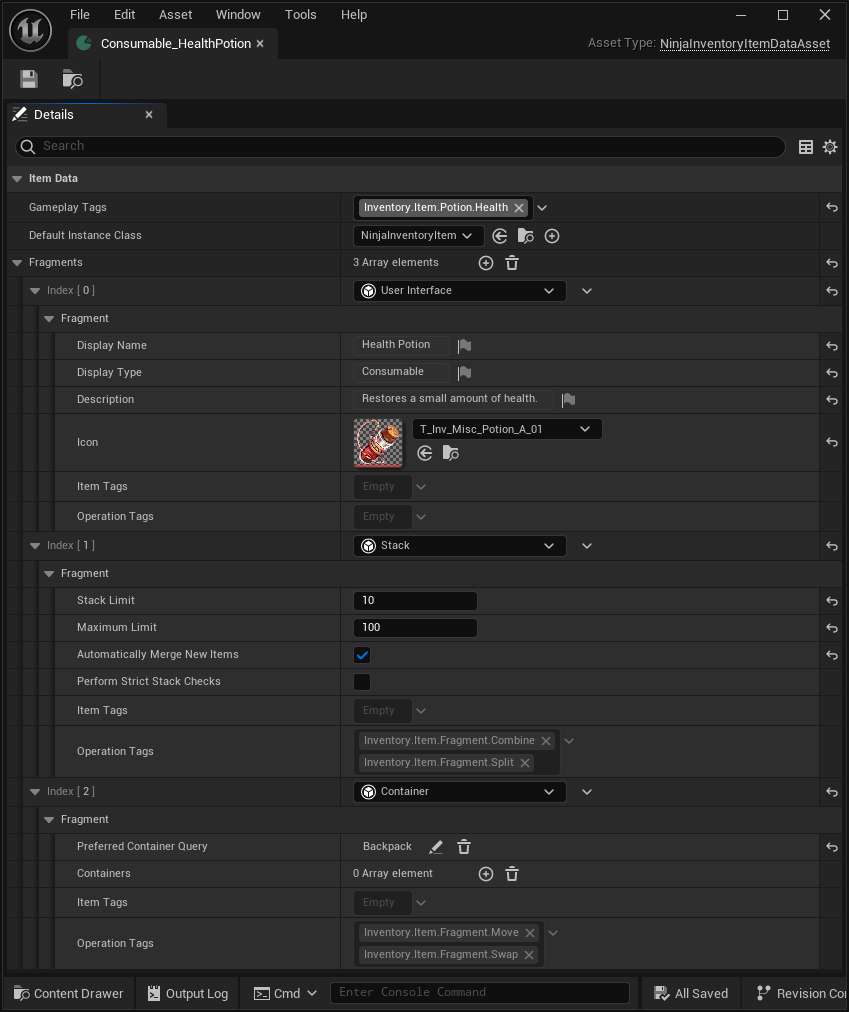 File Edit Asset Window Tools Help
Consumable_HealthPotion
Asset Type: NinjaInventoryItemDataAsset
Details
Search
Item Data
Gameplay Tags Inventory.Item.Potion.Health
Default Instance Class NinjaInventoryItem
Fragments 3 Array elements
Index [ 0 ] User Interface
Fragment
Display Name Health Potion
Display Type Consumable
Description Restores a small amount of health.
Icon T_Inv_Misc_Potion_A_01
Item Tags Empty
Operation Tags Empty
Index [ 1 ] Stack
Fragment
Stack Limit 10
Maximum Limit 100
Automatically Merge New Items
Perform Strict Stack Checks
Item Tags Empty
Operation Tags Inventory.Item.Fragment.Combine
Inventory.Item.Fragment.Split
Index [ 2 ] Container
Fragment
Preferred Container Query Backpack
Containers 0 Array element
Item Tags Empty
Operation Tags Inventory.Item.Fragment.Move
Inventory.Item.Fragment.Swap
Content Drawer Output Log Cmd Enter Console Command All Saved Revision Co